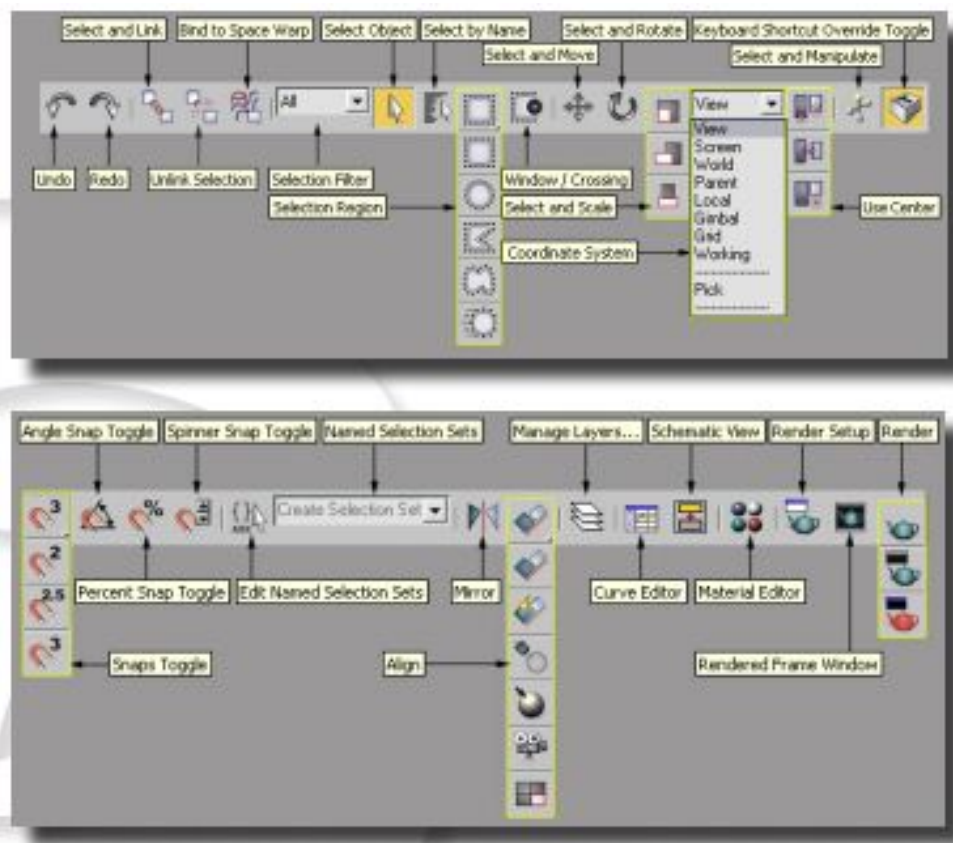 Select and Link Bind to Space Warp Select Object Select by Name Select and Rotate Keyboard Shortcut Override Toggle
Select and Move Select and Manipulate
All View
View
Screen
World
Parent
Local
Gimbal
Grid
Working
Pick
Undo Redo Unlink Selection Selection Filter Window / Crossing
Selection Region Select and Scale Use Center
Coordinate System
Angle Snap Toggle Spinner Snap Toggle Named Selection Sets Manage Layers... Schematic View Render Setup Render
3 % Create Selection Set
2
2.5
3
Percent Snap Toggle Edit Named Selection Sets Mirror Curve Editor Material Editor
Snaps Toggle Align Rendered Frame Window